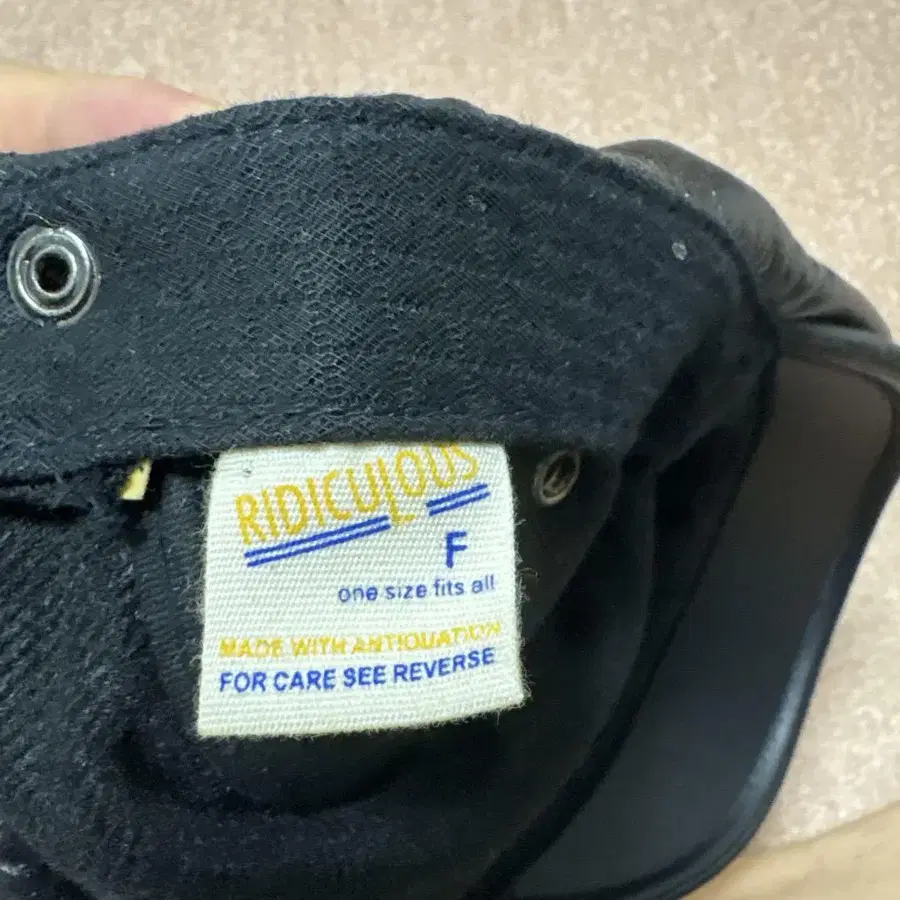 RIDICULOUS
F
one size fits all
MADE WITH ANTIQUATION
FOR CARE SEE REVERSE